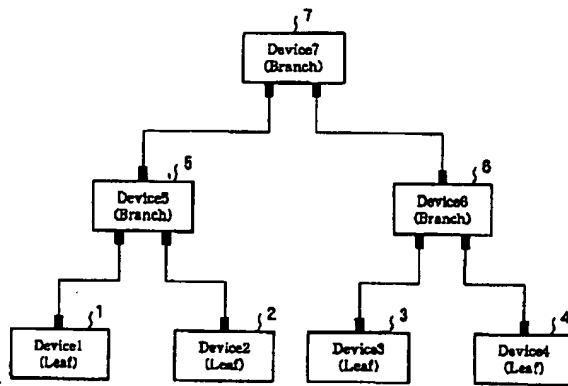 7
Device7
(Branch)
5
Device5
(Branch)
6
Device6
(Branch)
1
Device1
(Leaf)
2
Device2
(Leaf)
3
Device3
(Leaf)
4
Device4
(Leaf)